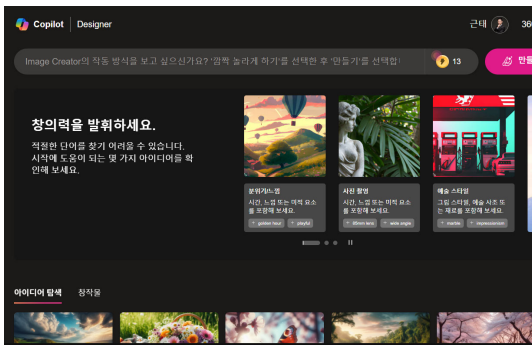 Copilot | Designer
근태
36
Image Creator의 작동 방식을 보고 싶으신가요? '깜짝 놀라게 하기'를 선택한 후 '만들기'를 선택합
13
만들
창의력을 발휘하세요.
적절한 단어를 찾기 어려울 수 있습니다.
시작에 도움이 되는 몇 가지 아이디어를 확
인해 보세요.
분위기/느낌
시간, 느낌 또는 미적 요소
를 포함해 보세요.
+ golden hour
+ playful
사진 촬영
시간, 느낌 또는 미적 요소
를 포함해 보세요.
+ 85mm lens
+ wide angle
예술 스타일
그림 스타일, 예술 사조 또
는 재료를 포함해 보세요.
+ marble
+ impressionism
아이디어 탐색
창작물